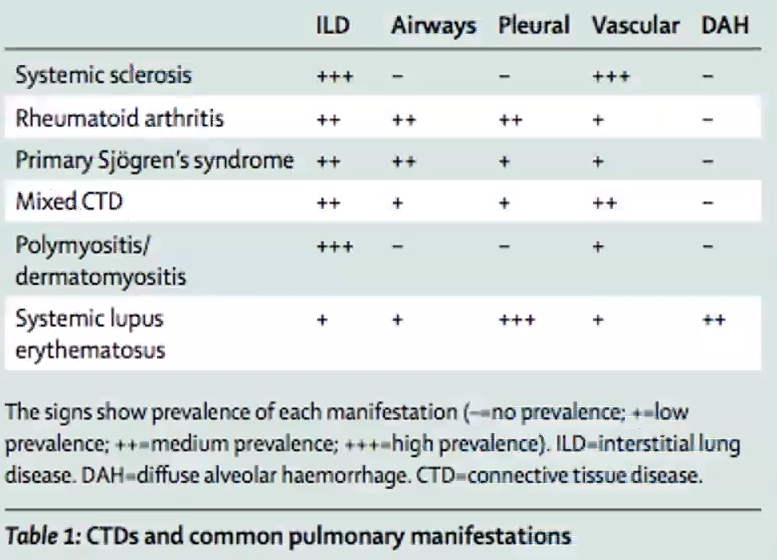 ILD Airways Pleural Vascular DAH
Systemic sclerosis +++ – – +++ –
Rheumatoid arthritis ++ ++ ++ + –
Primary Sjögren's syndrome ++ ++ + + –
Mixed CTD ++ + + ++ –
Polymyositis/ +++ – – + –
dermatomyositis
Systemic lupus + + +++ + ++
erythematosus
The signs show prevalence of each manifestation (–=no prevalence; +=low
prevalence; ++=medium prevalence; +++=high prevalence). ILD=interstitial lung
disease. DAH=diffuse alveolar haemorrhage. CTD=connective tissue disease.
Table 1: CTDs and common pulmonary manifestations